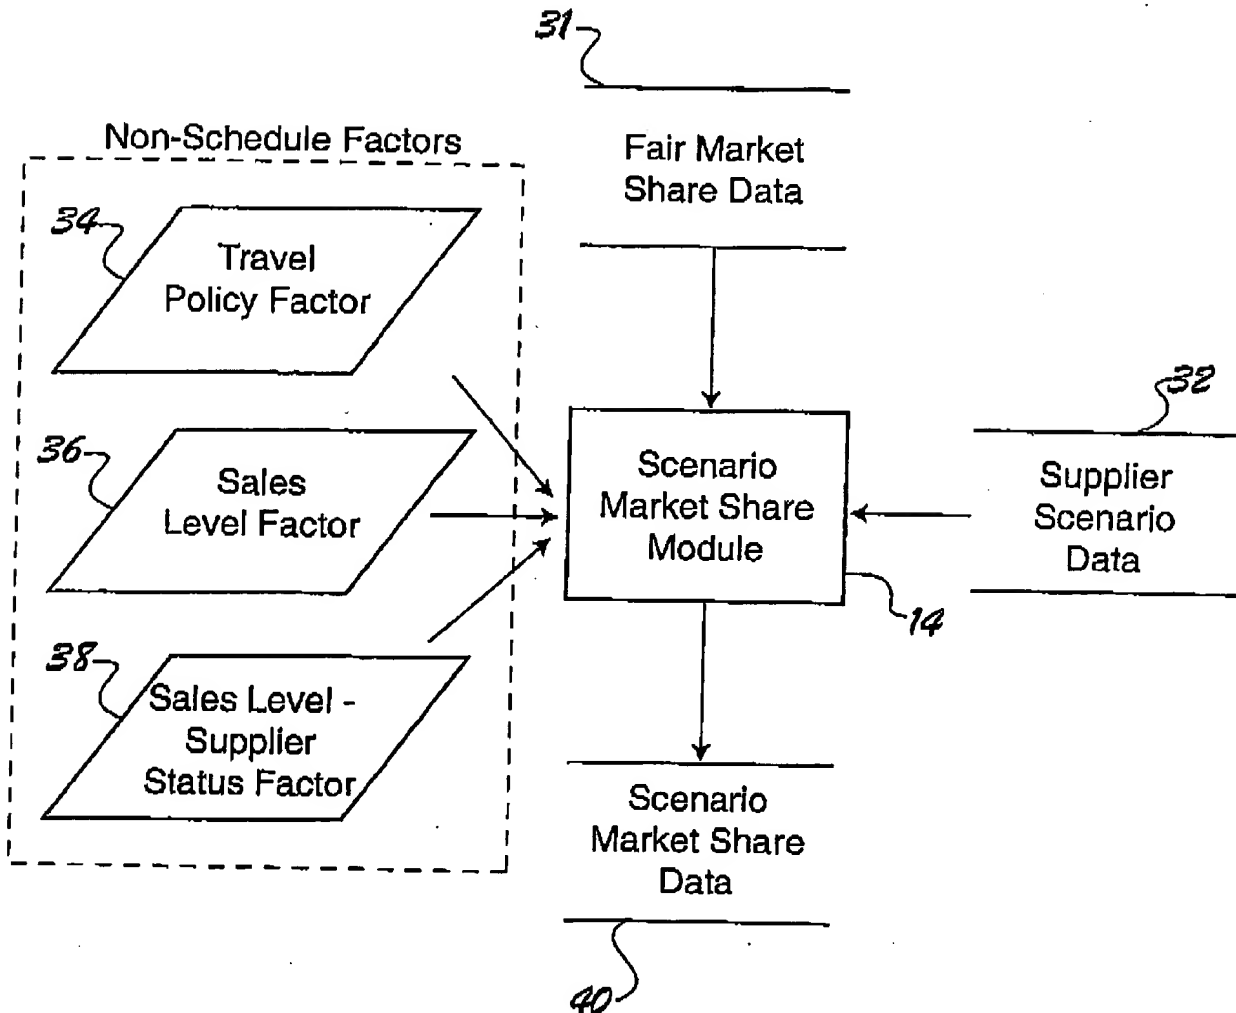 31
Non-Schedule Factors
Fair Market
Share Data
34
Travel
Policy Factor
32
36
Sales
Level Factor
Scenario
Market Share
Module
Supplier
Scenario
Data
14
38
Sales Level -
Supplier
Status Factor
Scenario
Market Share
Data
40